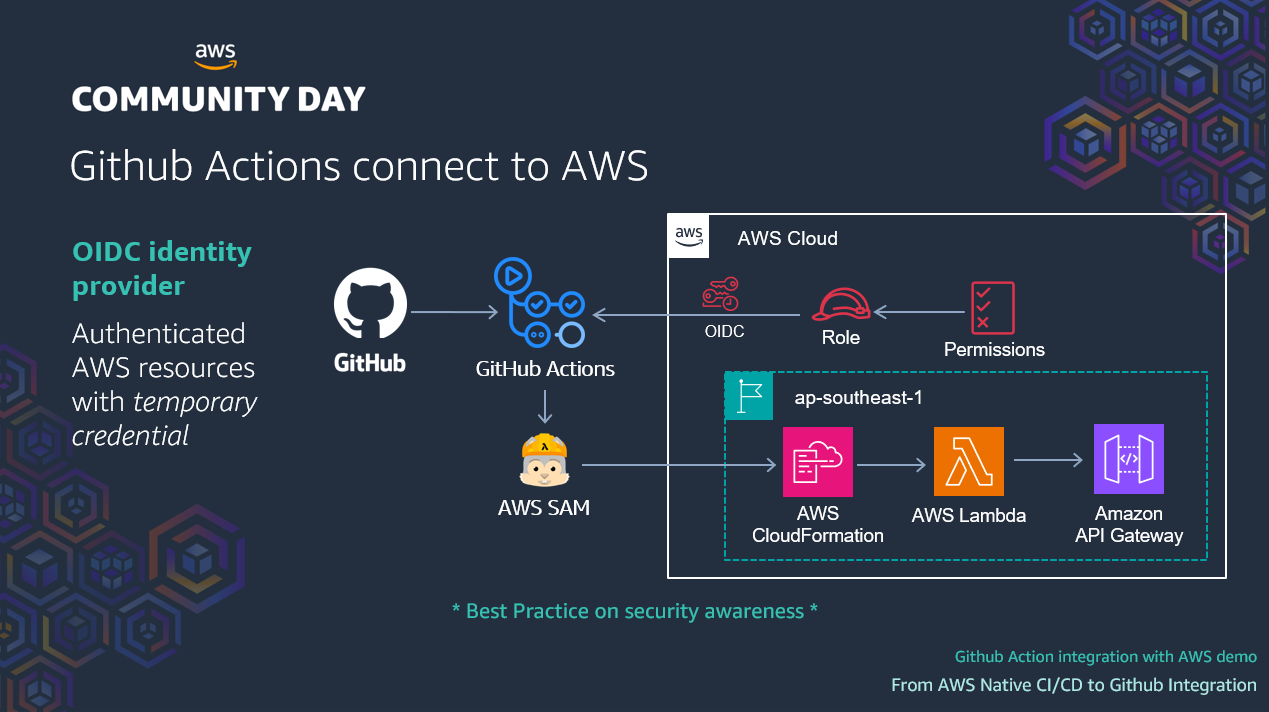 aws
COMMUNITY DAY
Github Actions connect to AWS
OIDC identity
provider
Authenticated
AWS resources
with temporary
credential
GitHub
GitHub Actions
AWS SAM
aws
AWS Cloud
OIDC
Role
Permissions
ap-southeast-1
AWS
CloudFormation
AWS Lambda
Amazon
API Gateway
* Best Practice on security awareness *
Github Action integration with AWS demo
From AWS Native CI/CD to Github Integration